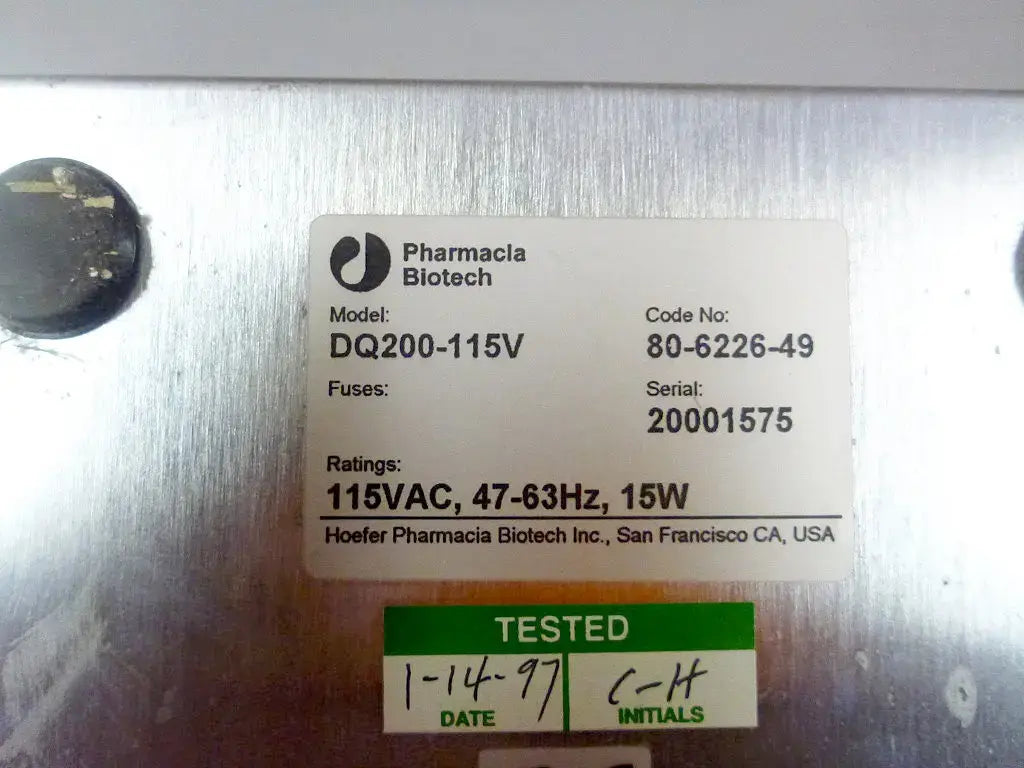 Pharmacia
Biotech
Model:
DQ200-115V
Code No:
80-6226-49
Fuses:
Serial:
20001575
Ratings:
115VAC, 47-63Hz, 15W
Hoefer Pharmacia Biotech Inc., San Francisco CA, USA
TESTED
1-14-97
C-H
DATE
INITIALS